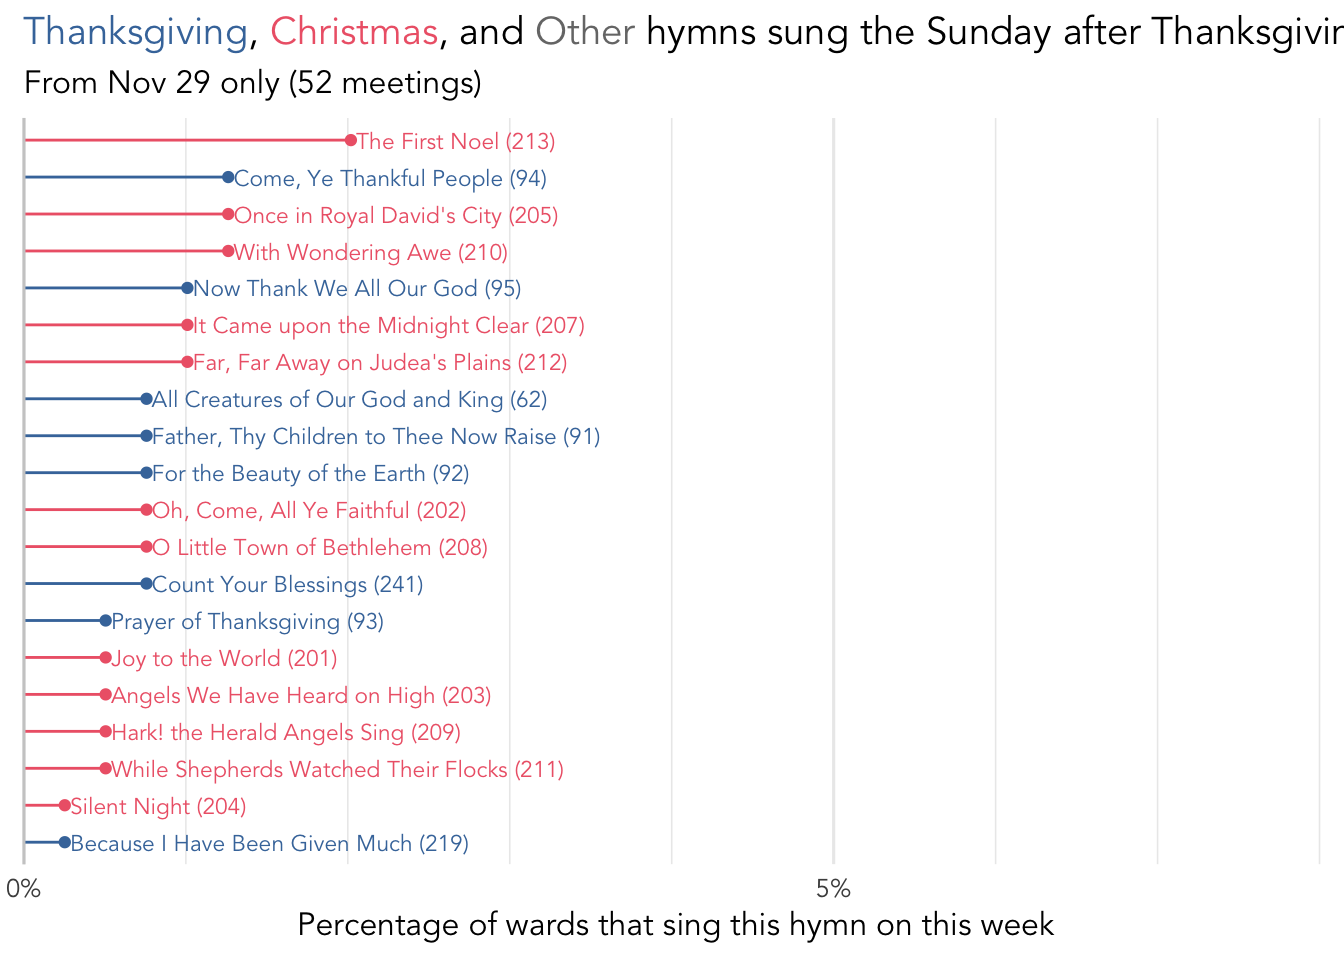 Thanksgiving, Christmas, and Other hymns sung the Sunday after Thanksgivin
From Nov 29 only (52 meetings)
The First Noel (213)
Come, Ye Thankful People (94)
Once in Royal David's City (205)
With Wondering Awe (210)
Now Thank We All Our God (95)
It Came upon the Midnight Clear (207)
Far, Far Away on Judea's Plains (212)
All Creatures of Our God and King (62)
Father, Thy Children to Thee Now Raise (91)
For the Beauty of the Earth (92)
Oh, Come, All Ye Faithful (202)
O Little Town of Bethlehem (208)
Count Your Blessings (241)
Prayer of Thanksgiving (93)
Joy to the World (201)
Angels We Have Heard on High (203)
Hark! the Herald Angels Sing (209)
While Shepherds Watched Their Flocks (211)
Silent Night (204)
Because I Have Been Given Much (219)
0% 5%
Percentage of wards that sing this hymn on this week